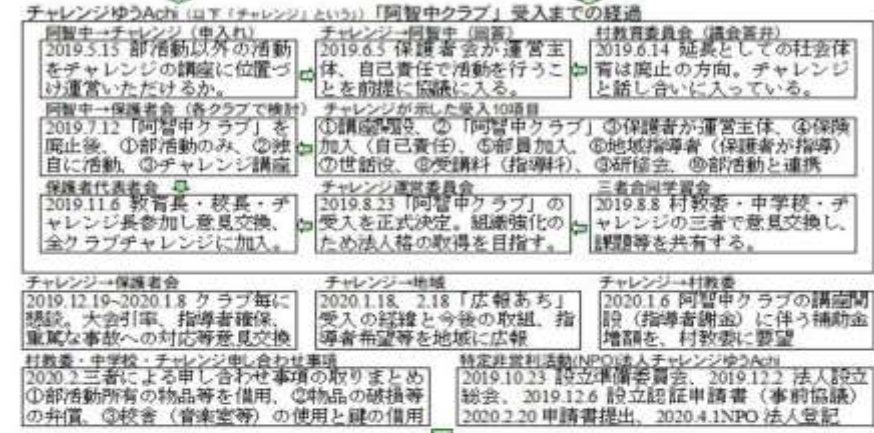 チャレンジゆうAchi（以下「チャレンジ」という）「阿智中クラブ」受入までの経過
阿智中→チャレンジ（申入れ）
2019.5.15 部活動以外の活動
をチャレンジの講座に位置づ
け運営いただけるか。
チャレンジ→阿智中（回答）
2019.6.5 保護者会が運営主
体、自己責任で活動を行うこ
とを前提に協議に入る。
村教育委員会（議会答弁）
2019.6.14 延長としての社会体
育は廃止の方向。チャレンジ
と話し合いに入っている。
阿智中→保護者会（各クラブで検討）
2019.7.12「阿智中クラブ」を
廃止後、①部活動のみ、②独
自に活動、③チャレンジ講座
チャレンジが示した受入10項目
①講座開設、②「阿智中クラブ」③保護者が運営主体、④保険
加入（自己責任）、⑤部員加入、⑥地域指導者（保護者が指導）
⑦世話役、⑧受講料（指導料）、⑨研修会、⑩部活動と連携
保護者代表者会
2019.11.6 教育長・校長・チ
ャレンジ長参加し意見交換、
全クラブチャレンジに加入。
チャレンジ運営委員会
2019.8.23「阿智中クラブ」の
受入を正式決定。組織強化の
ため法人格の取得を目指す。
三者合同学習会
2019.8.8 村教委・中学校・チ
ャレンジの三者で意見交換し、
課題等を共有する。
チャレンジ→保護者会
2019.12.19~2020.1.8 クラブ毎に
懇談。大会引率、指導者確保、
重篤な事故への対応等意見交換
チャレンジ→地域
2020.1.18、2.18「広報あち」
受入の経緯と今後の取組、指
導者希望等を地域に広報
チャレンジ→村教委
2020.1.6 阿智中クラブの講座開
設（指導者謝金）に伴う補助金
増額を、村教委に要望
村教委・中学校・チャレンジ申し合わせ事項
2020.2.三者による申し合わせ事項の取りまとめ
①部活動所有の物品等を借用、②物品の破損等
の弁償、③校舎（音楽室等）の使用と鍵の借用
特定非営利活動(NPO)法人チャレンジゆうAchi
2019.10.23 設立準備委員会、2019.12.2 法人設立
総会、2019.12.6 設立認証申請書（事前協議）
2020.2.20 申請書提出、2020.4.1NPO 法人登記